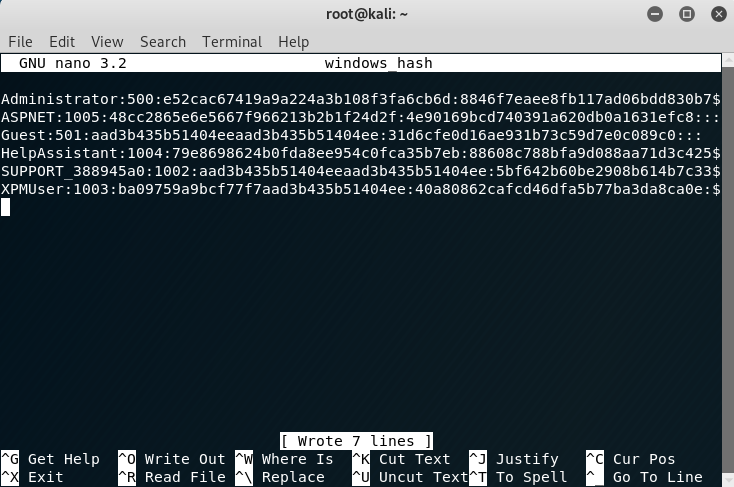 root@kali: ~
File Edit View Search Terminal Help
GNU nano 3.2 windows_hash
Administrator:500:e52cac67419a9a224a3b108f3fa6cb6d:8846f7eaee8fb117ad06bdd830b7$
ASPNET:1005:48cc2865e6e5667f966213b2b1f24d2f:4e90169bcd740391a620db0a1631efc8:::
Guest:501:aad3b435b51404eeaad3b435b51404ee:31d6cfe0d16ae931b73c59d7e0c089c0:::
HelpAssistant:1004:79e8698624b0fda8ee954c0fca35b7eb:88608c788bfa9d088aa71d3c425$
SUPPORT_388945a0:1002:aad3b435b51404eeaad3b435b51404ee:5bf642b60be2908b614b7c33$
XPMUser:1003:ba09759a9bcf77f7aad3b435b51404ee:40a80862cafcd46dfa5b77ba3da8ca0e:$
[ Wrote 7 lines ]
^G Get Help ^O Write Out ^W Where Is ^K Cut Text ^J Justify ^C Cur Pos
^X Exit ^R Read File ^\ Replace ^U Uncut Text ^T To Spell ^_ Go To Line